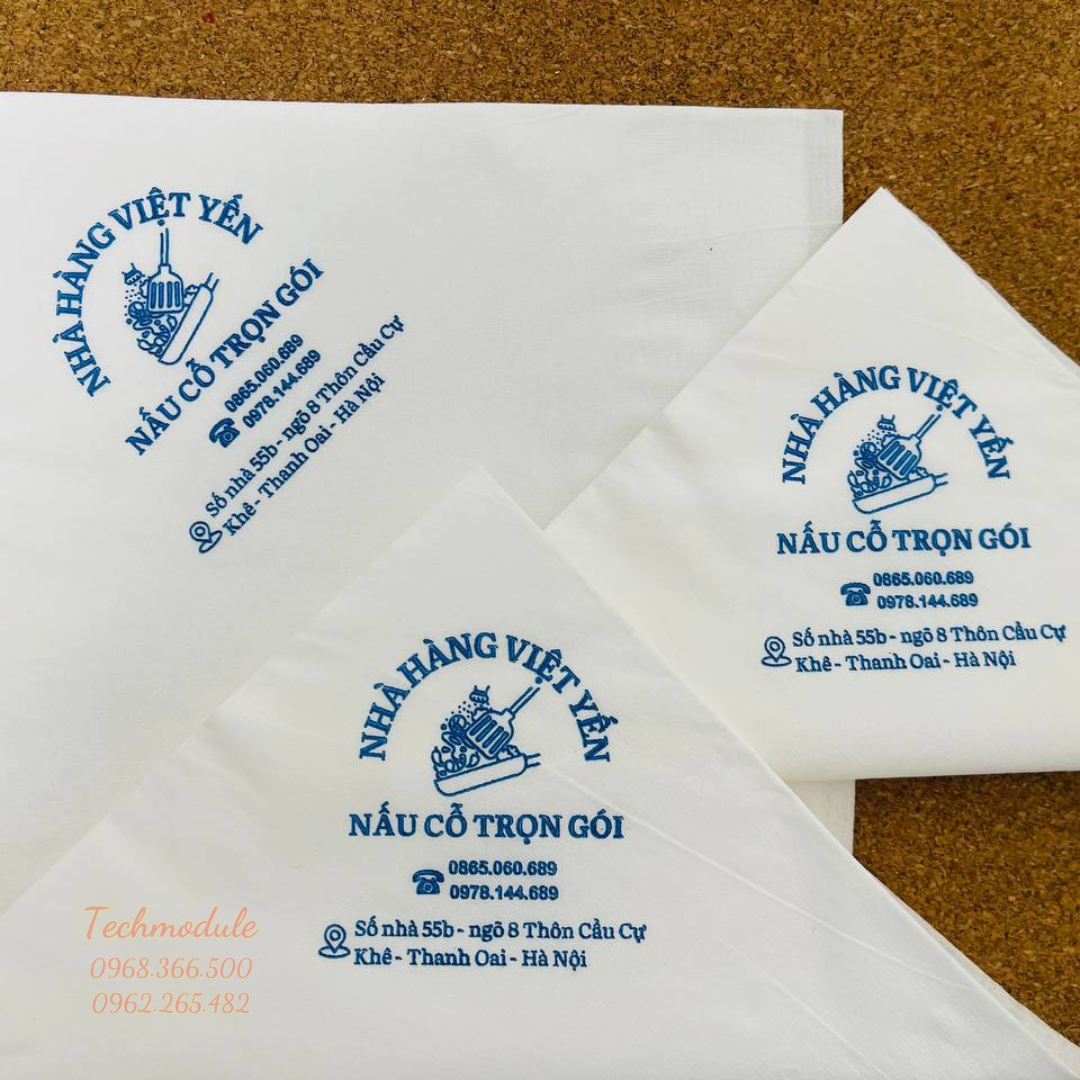 NHÀ HÀNG VIỆT YẾN
NẤU CỖ TRỌN GÓI
0865.060.689
0978.144.689
Số nhà 55b - ngõ 8 Thôn Cầu Cự
Khê - Thanh Oai - Hà Nội
NHÀ HÀNG VIỆT YẾN
NẤU CỖ TRỌN GÓI
0865.060.689
0978.144.689
Số nhà 55b - ngõ 8 Thôn Cầu Cự
Khê - Thanh Oai - Hà Nội
NHÀ HÀNG VIỆT YẾN
NẤU CỖ TRỌN GÓI
0865.060.689
0978.144.689
Số nhà 55b - ngõ 8 Thôn Cầu Cự
Khê - Thanh Oai - Hà Nội
Techmodule
0968.366.500
0962.265.482